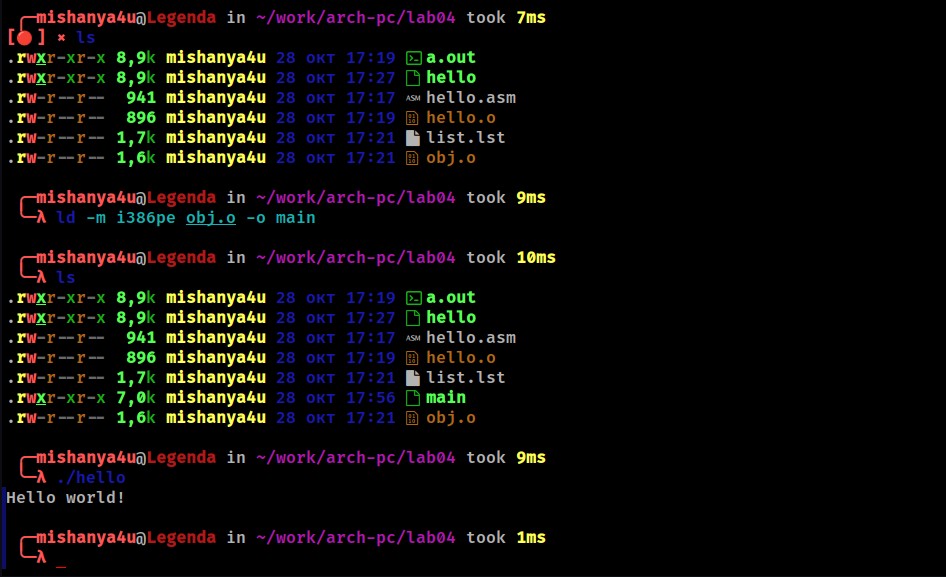 mishanya4u@Legenda in ~/work/arch-pc/lab04 took 7ms
[🔴] × ls
.rwxr-xr-x 8,9k mishanya4u 28 окт 17:19 a.out
.rwxr-xr-x 8,9k mishanya4u 28 окт 17:27 hello
.rw-r--r-- 941 mishanya4u 28 окт 17:17 ASM hello.asm
.rw-r--r-- 896 mishanya4u 28 окт 17:19 hello.o
.rw-r--r-- 1,7k mishanya4u 28 окт 17:21 list.lst
.rw-r--r-- 1,6k mishanya4u 28 окт 17:21 obj.o
mishanya4u@Legenda in ~/work/arch-pc/lab04 took 9ms
λ ld -m i386pe obj.o -o main
mishanya4u@Legenda in ~/work/arch-pc/lab04 took 10ms
λ ls
.rwxr-xr-x 8,9k mishanya4u 28 окт 17:19 a.out
.rwxr-xr-x 8,9k mishanya4u 28 окт 17:27 hello
.rw-r--r-- 941 mishanya4u 28 окт 17:17 ASM hello.asm
.rw-r--r-- 896 mishanya4u 28 окт 17:19 hello.o
.rw-r--r-- 1,7k mishanya4u 28 окт 17:21 list.lst
.rwxr-xr-x 7,0k mishanya4u 28 окт 17:56 main
.rw-r--r-- 1,6k mishanya4u 28 окт 17:21 obj.o
mishanya4u@Legenda in ~/work/arch-pc/lab04 took 9ms
λ ./hello
Hello world!
mishanya4u@Legenda in ~/work/arch-pc/lab04 took 1ms
λ _